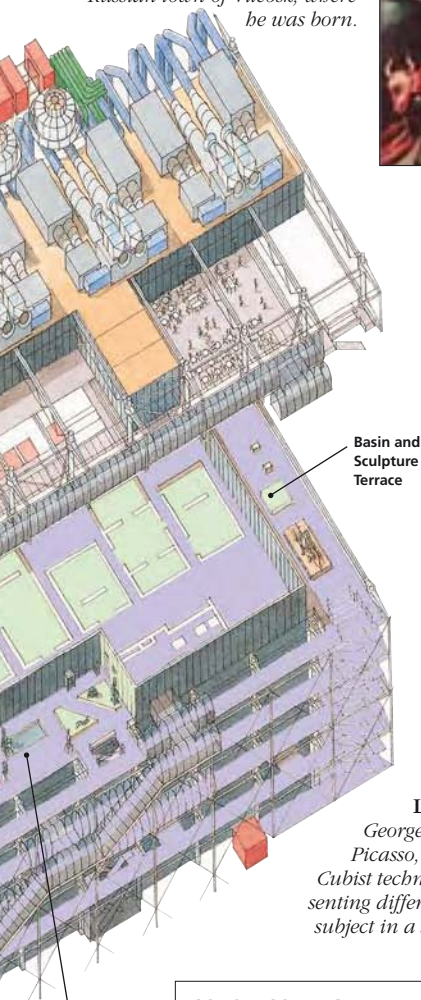 Russian town of Vitebsk, where
he was born.
Basin and
Sculpture
Terrace
L
George
Picasso,
Cubist techn
senting differ
subject in a